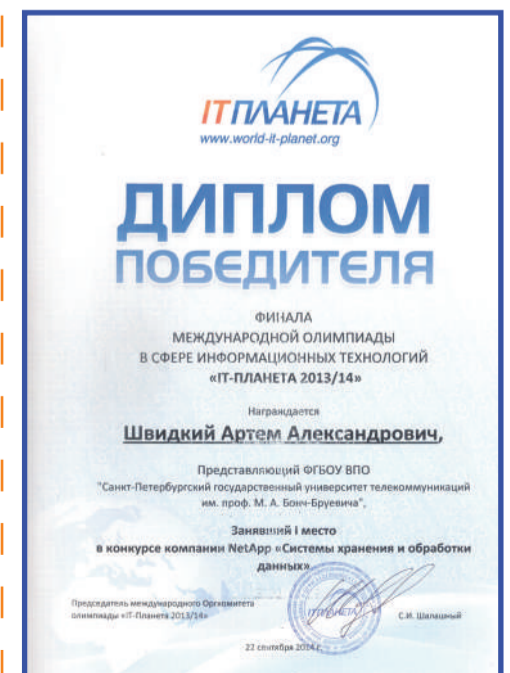 ITПЛАНЕТА
www.world-it-planet.org
ДИПЛОМ
ПОБЕДИТЕЛЯ
ФИНАЛА
МЕЖДУНАРОДНОЙ ОЛИМПИАДЫ
В СФЕРЕ ИНФОРМАЦИОННЫХ ТЕХНОЛОГИЙ
«IT-ПЛАНЕТА 2013/14»
Награждается
Швидкий Артем Александрович,
Представляющий ФГБОУ ВПО
"Санкт-Петербургский государственный университет телекоммуникаций
им. проф. М. А. Бонч-Бруевича",
Занявший I место
в конкурсе компании NetApp «Системы хранения и обработки
данных»
Председатель международного Оргкомитета
олимпиады «IT-Планета 2013/14»
ITПЛАНЕТА
С.И. Шалашный
22 сентября 2014 г.